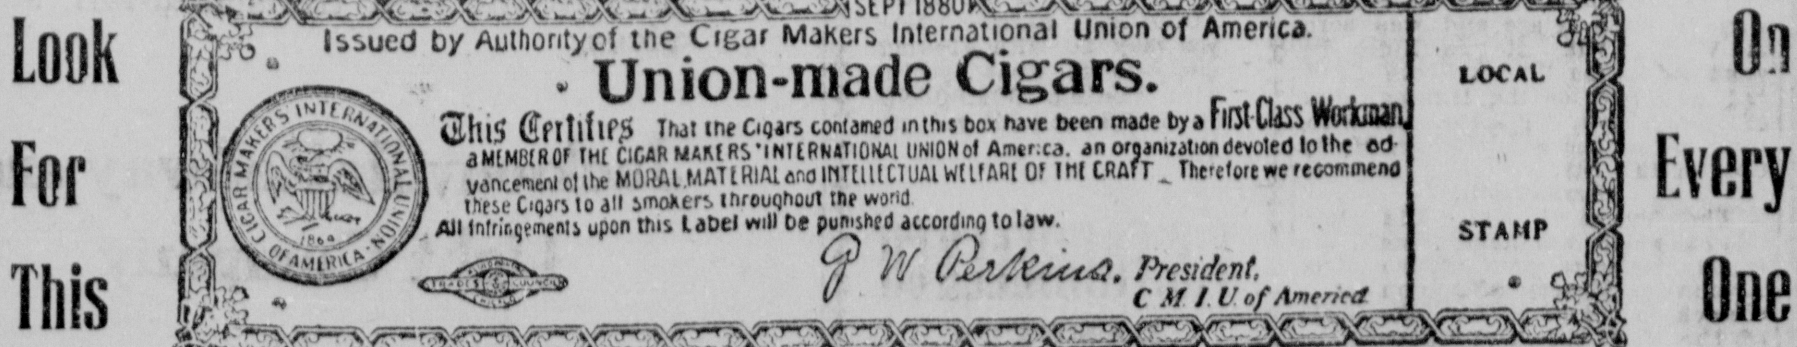 Look
For
This
SEPT 1880
Issued by Authority of the Cigar Makers International Union of America.
Union-made Cigars.
This Certifies That the Cigars contained in this box have been made by a First-Class Workman,
a MEMBER OF THE CIGAR MAKERS' INTERNATIONAL UNION of America, an organization devoted to the ad-
vancement of the MORAL, MATERIAL and INTELLECTUAL WELFARE OF THE CRAFT _ Therefore we recommend
these Cigars to all smokers throughout the world.
All Infringements upon this Label will be punished according to law.
G W Perkins. President,
C M I. U of America
CIGAR MAKERS' INTERNATIONAL UNION
OF AMERICA
1864
TRADES COUNCIL
LOCAL
STAMP
On
Every
One